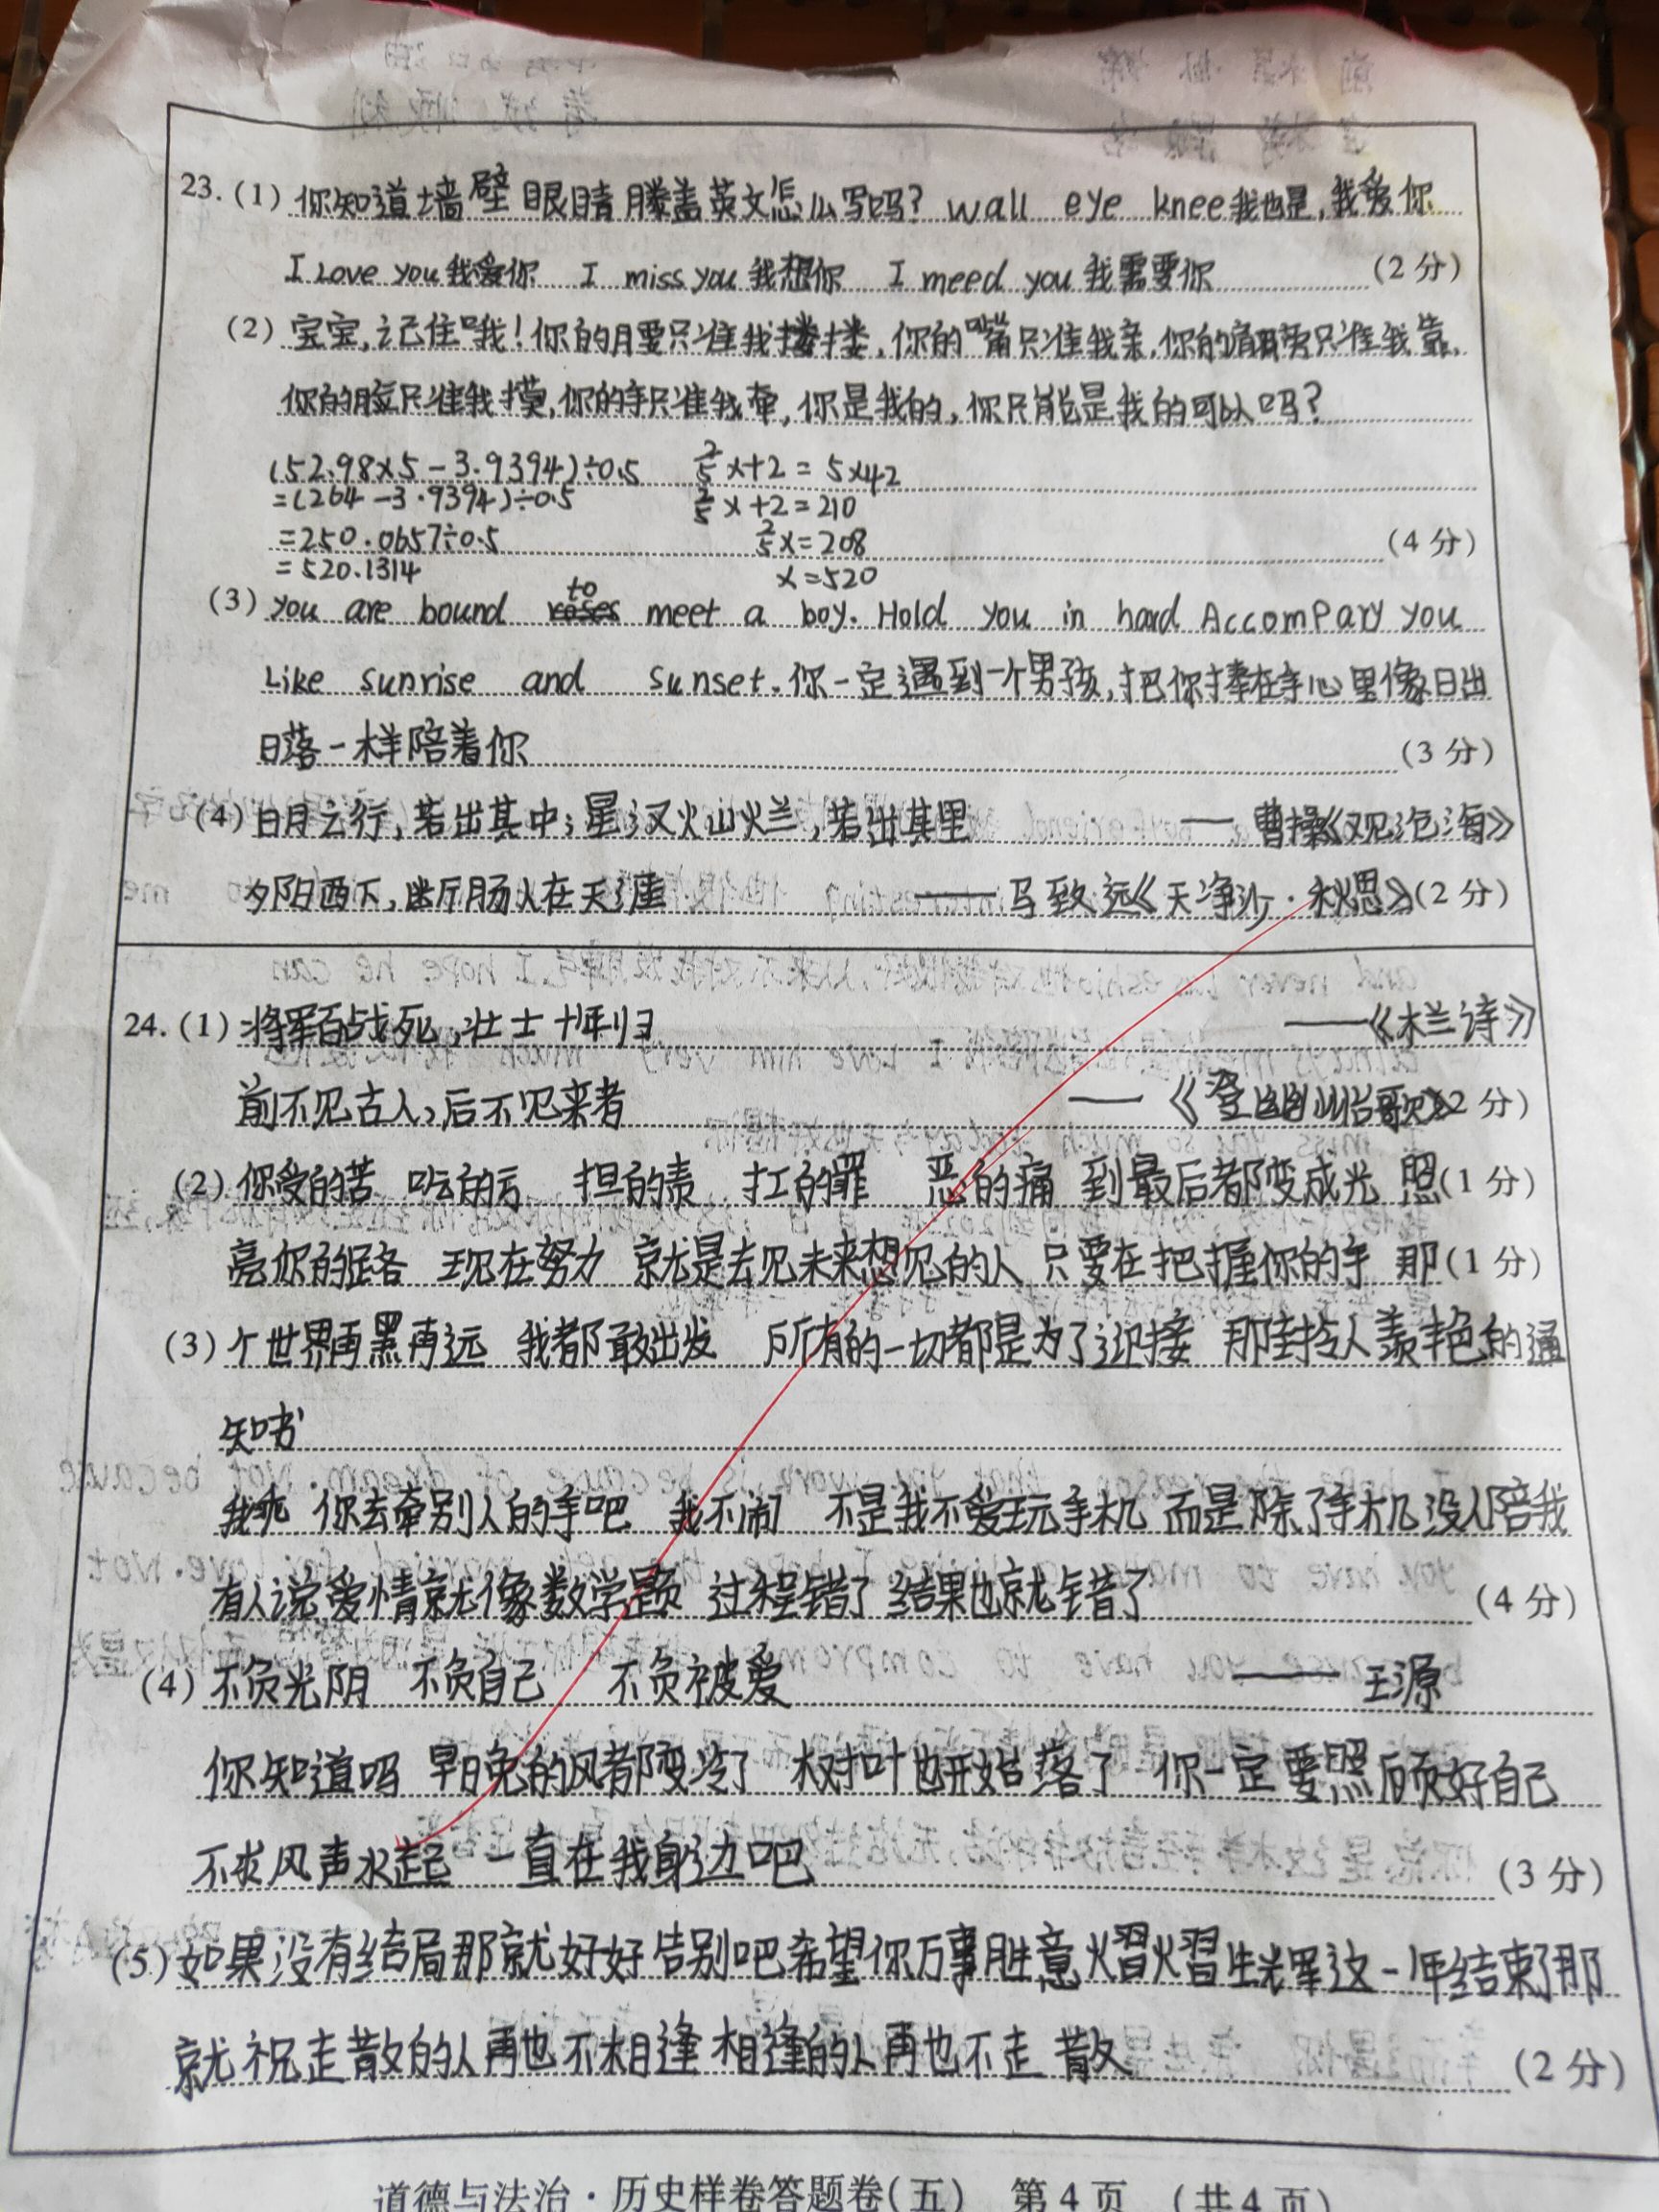 23.(1)你知道墙壁眼睛膝盖英文怎么写吗? wall eye knee我也是,我爱你
I Love you 我爱你 I miss you 我想你 I meed you 我需要你 (2分)
(2)宝宝,记住哦!你的腰只准我搂搂,你的嘴只准我亲.你的肩膀只准我靠.
你的脸只准我摸,你的手只准我牵,你是我的,你只能是我的可以吗?
(52.98×5-3.9394)÷0.5 2/5x+2=5×42
=(264-3.9394)÷0.5 2/5x+2=210
=250.0657÷0.5 2/5x=208 (4分)
=520.1314 x=520
to
(3)you are bound roses meet a boy. Hold you in hand AccomPary you
Like sunrise and sunset.你一定遇到一个男孩,把你捧在手心里像日出
日落一样陪着你 (3分)
(4)日月之行,若出其中;星汉灿烂,若出其里 ——曹操《观沧海》
夕阳西下,断肠人在天涯 ——马致远《天净沙·秋思》(2分)
24.(1)将军百战死,壮士十年归 ——《木兰诗》
前不见古人,后不见来者 ——《登幽州台歌》(2分)
(2)你受的苦 吃的亏 担的责 扛的罪 忍的痛 到最后都变成光 照(1分)
亮你的路 现在努力 就是去见未来想见的人 只要在把握你的手 那(1分)
(3)个世界再黑再远 我都敢出发 所有的一切都是为了迎接 那封令人羡艳的通
知书
我乖 你去牵别人的手吧 我不闹 不是我不爱玩手机 而是除了手机没人陪我
有人说爱情就像数学题 过程错了 结果也就错了 (4分)
(4)不负光阴 不负自己 不负被爱 ——王源
你知道吗 早晚的风都变冷了 树叶也开始落了 你一定要照顾好自己
不求风声水起 一直在我身边吧 (3分)
(5)如果没有结局那就好好告别吧希望你万事胜意熠熠生辉这一年结束了那
就祝走散的人再也不相逢相逢的人再也不走散 (2分)
道德与法治·历史样卷答题卷(五) 第4页 (共4页)